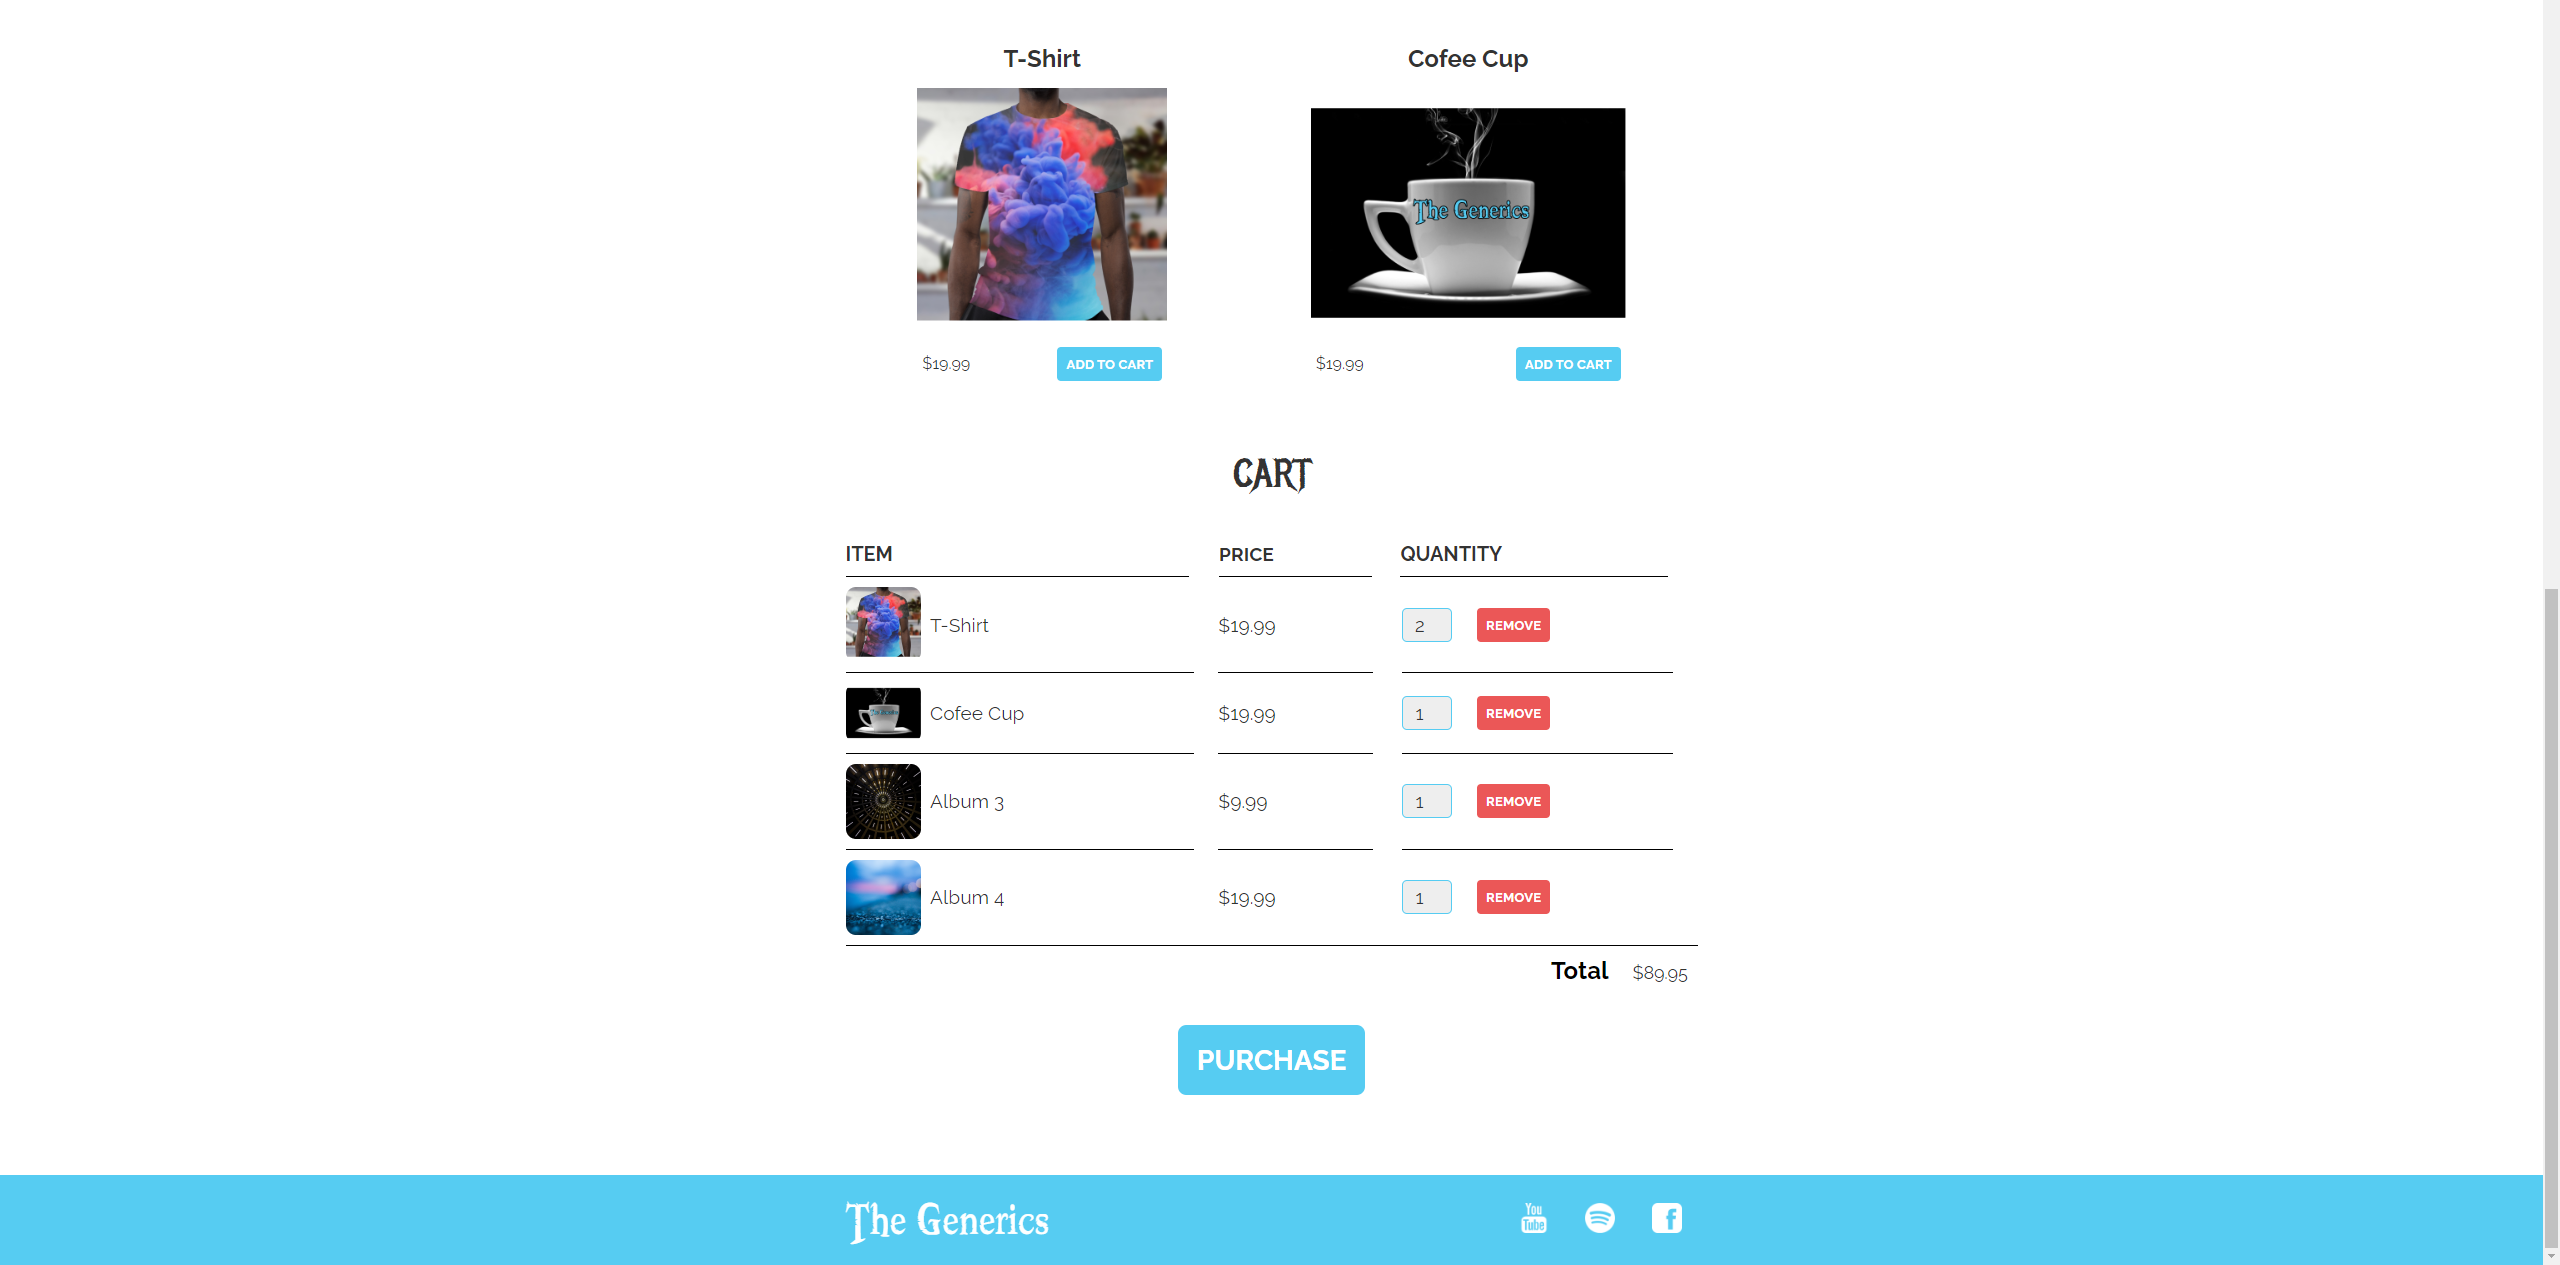 T-Shirt
Cofee Cup
The Generics
$19.99
ADD TO CART
$19.99
ADD TO CART
CART
ITEM
PRICE
QUANTITY
T-Shirt
$19.99
2
REMOVE
Cofee Cup
$19.99
1
REMOVE
Album 3
$9.99
1
REMOVE
Album 4
$19.99
1
REMOVE
Total
$89.95
PURCHASE
The Generics
You
Tube
f